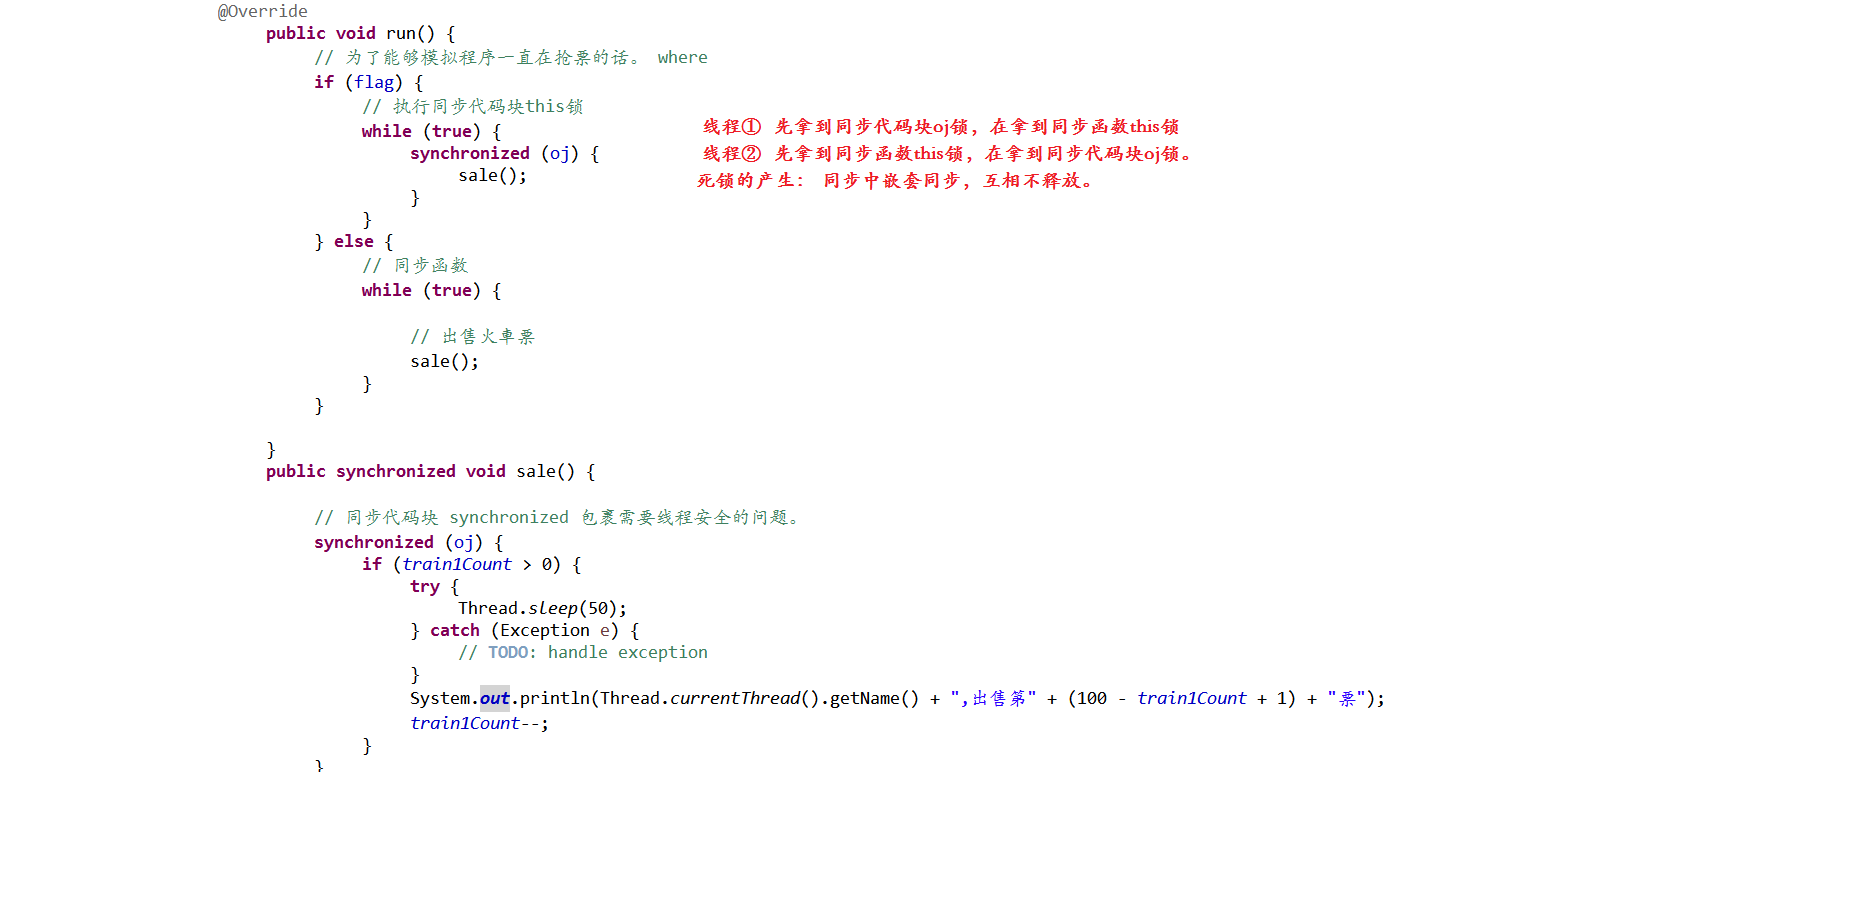 @Override
public void run() {
// 为了能够模拟程序一直在抢票的话。 where
if (flag) {
// 执行同步代码块this锁
while (true) {
线程① 先拿到同步代码块oj锁，在拿到同步函数this锁
synchronized (oj) {
线程② 先拿到同步函数this锁，在拿到同步代码块oj锁。
sale();
死锁的产生： 同步中嵌套同步，互相不释放。
}
}
} else {
// 同步函数
while (true) {
// 出售火车票
sale();
}
}
}
public synchronized void sale() {
// 同步代码块 synchronized 包裹需要线程安全的问题。
synchronized (oj) {
if (train1Count > 0) {
try {
Thread.sleep(50);
} catch (Exception e) {
// TODO: handle exception
}
System.out.println(Thread.currentThread().getName() + ",出售第" + (100 - train1Count + 1) + "票");
train1Count--;
}
}